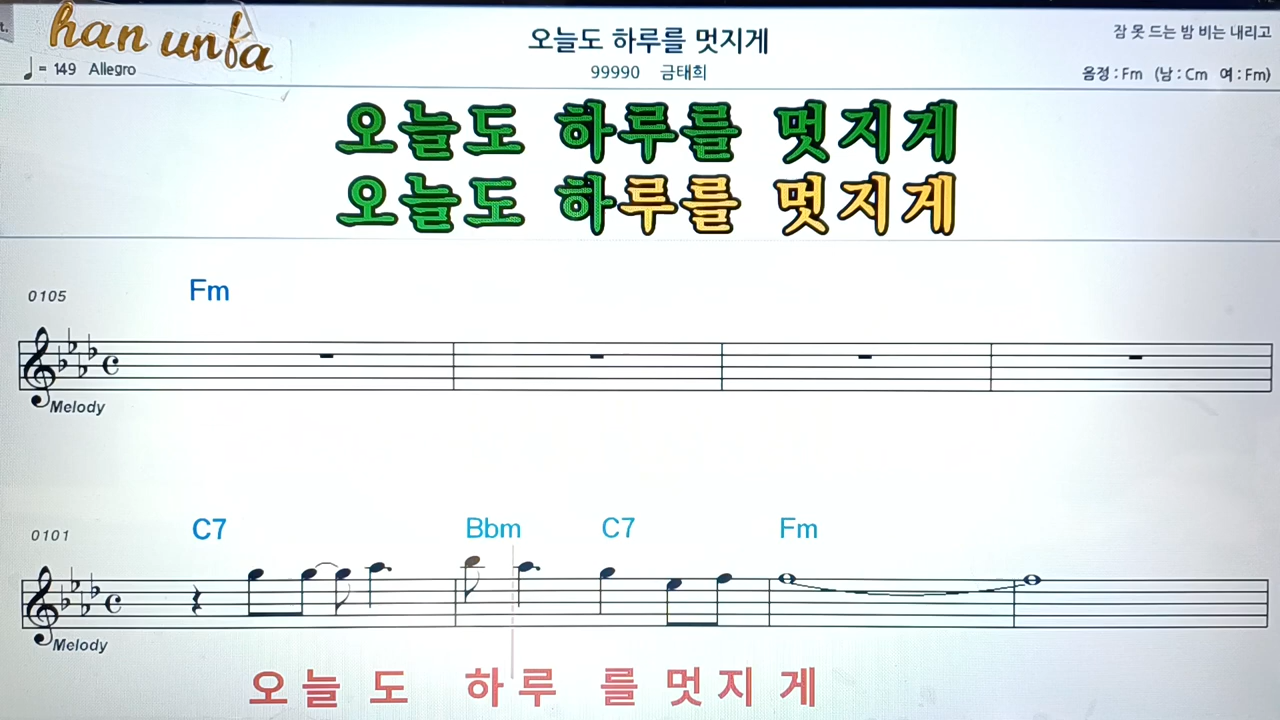 t.
han unfa
오늘도 하루를 멋지게
잠 못 드는 밤 비는 내리고
♩= 149 Allegro
99990 금태희
음정 : Fm (남 : Cm 여 : Fm)
오늘도 하루를 멋지게
오늘도 하루를 멋지게
0105
Fm
Melody
0101
C7 Bbm C7 Fm
Melody
오 늘 도 하 루 를 멋 지 게